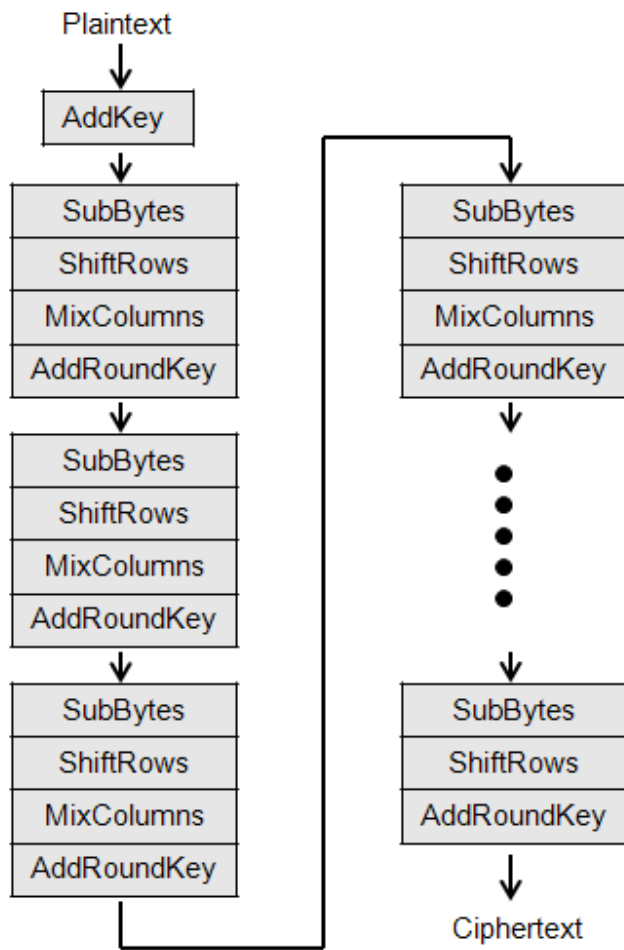 Plaintext
AddKey
SubBytes
ShiftRows
MixColumns
AddRoundKey
SubBytes
ShiftRows
MixColumns
AddRoundKey
SubBytes
ShiftRows
MixColumns
AddRoundKey
SubBytes
ShiftRows
MixColumns
AddRoundKey
SubBytes
ShiftRows
AddRoundKey
Ciphertext